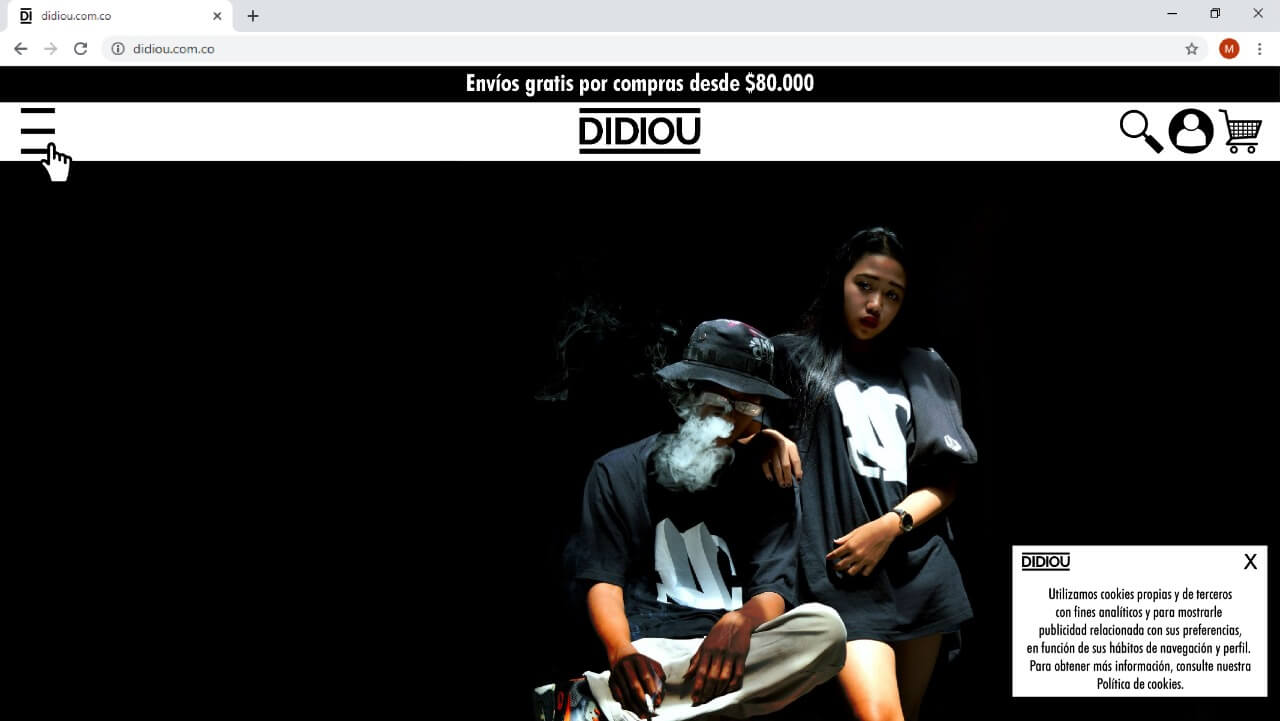 DI didiou.com.co
didiou.com.co
M
Envíos gratis por compras desde $80.000
DIDIOU
DIDIOU
X
Utilizamos cookies propias y de terceros
con fines analíticos y para mostrarle
publicidad relacionada con sus preferencias,
en función de sus hábitos de navegación y perfil.
Para obtener más información, consulte nuestra
Política de cookies.